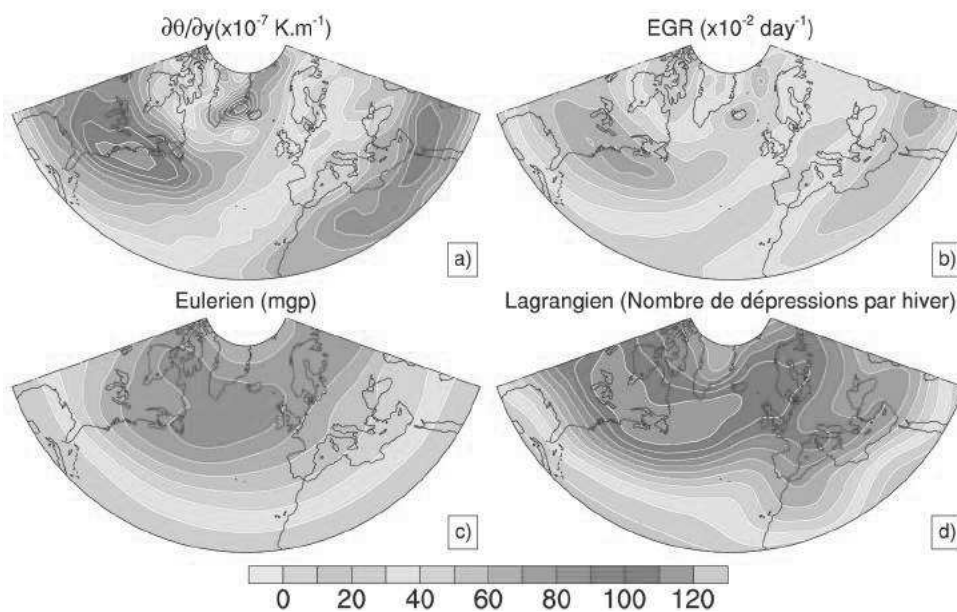 ∂θ/∂y(x10⁻⁷ K.m⁻¹)
EGR (x10⁻² day⁻¹)
a)
b)
Eulerien (mgp)
Lagrangien (Nombre de dépressions par hiver)
c)
d)
0 20 40 60 80 100 120